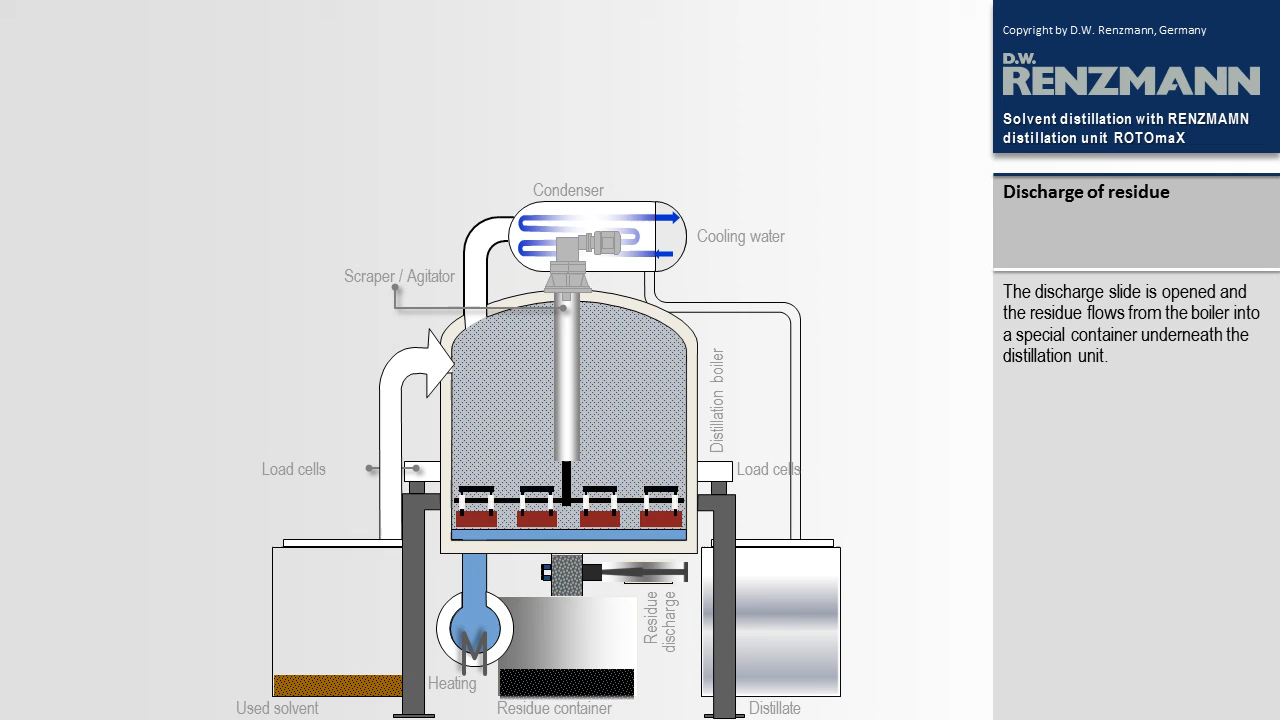 Copyright by D.W. Renzmann, Germany
D.W.
RENZMANN
Solvent distillation with RENZMAMN
distillation unit ROTOmaX
Discharge of residue
The discharge slide is opened and
the residue flows from the boiler into
a special container underneath the
distillation unit.
Condenser
Cooling water
Scraper / Agitator
Distillation boiler
Load cells
Load cells
Residue
discharge
Heating
Used solvent
Residue container
Distillate